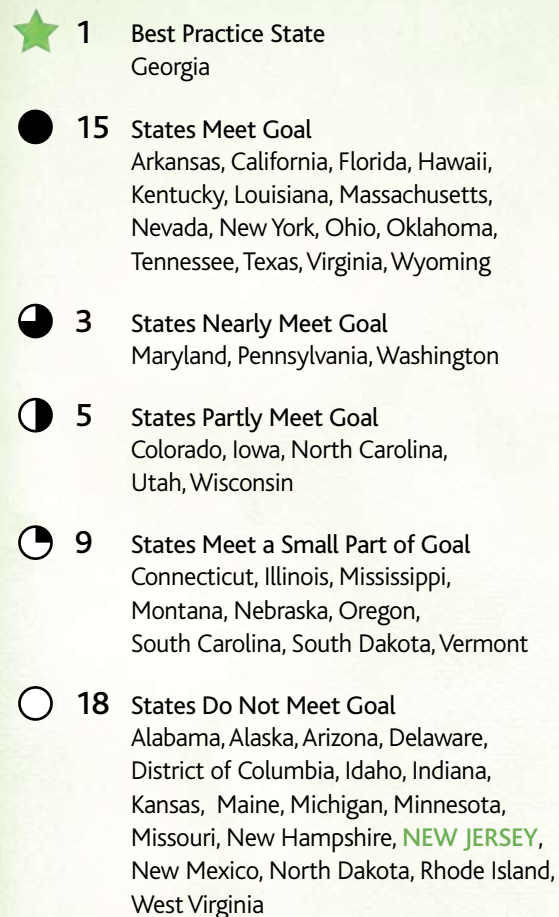 1 Best Practice State
Georgia
15 States Meet Goal
Arkansas, California, Florida, Hawaii,
Kentucky, Louisiana, Massachusetts,
Nevada, New York, Ohio, Oklahoma,
Tennessee, Texas, Virginia, Wyoming
3 States Nearly Meet Goal
Maryland, Pennsylvania, Washington
5 States Partly Meet Goal
Colorado, Iowa, North Carolina,
Utah, Wisconsin
9 States Meet a Small Part of Goal
Connecticut, Illinois, Mississippi,
Montana, Nebraska, Oregon,
South Carolina, South Dakota, Vermont
18 States Do Not Meet Goal
Alabama, Alaska, Arizona, Delaware,
District of Columbia, Idaho, Indiana,
Kansas, Maine, Michigan, Minnesota,
Missouri, New Hampshire, NEW JERSEY,
New Mexico, North Dakota, Rhode Island,
West Virginia